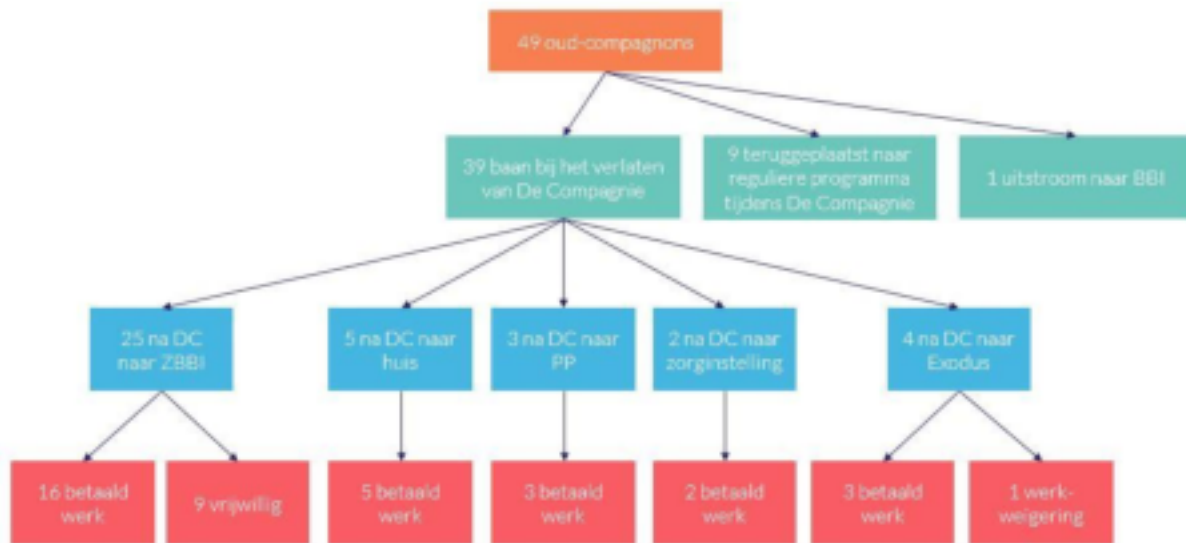 49 oud-compagnons
39 baan bij het verlaten
van De Compagnie
9 teruggeplaatst naar
reguliere programma
tijdens De Compagnie
1 uitstroom naar BBI
25 na DC
naar ZBBI
5 na DC naar
huis
3 na DC naar
PP
2 na DC naar
zorginstelling
4 na DC naar
Exodus
16 betaald
werk
9 vrijwillig
5 betaald
werk
3 betaald
werk
2 betaald
werk
3 betaald
werk
1 werk-
weigering